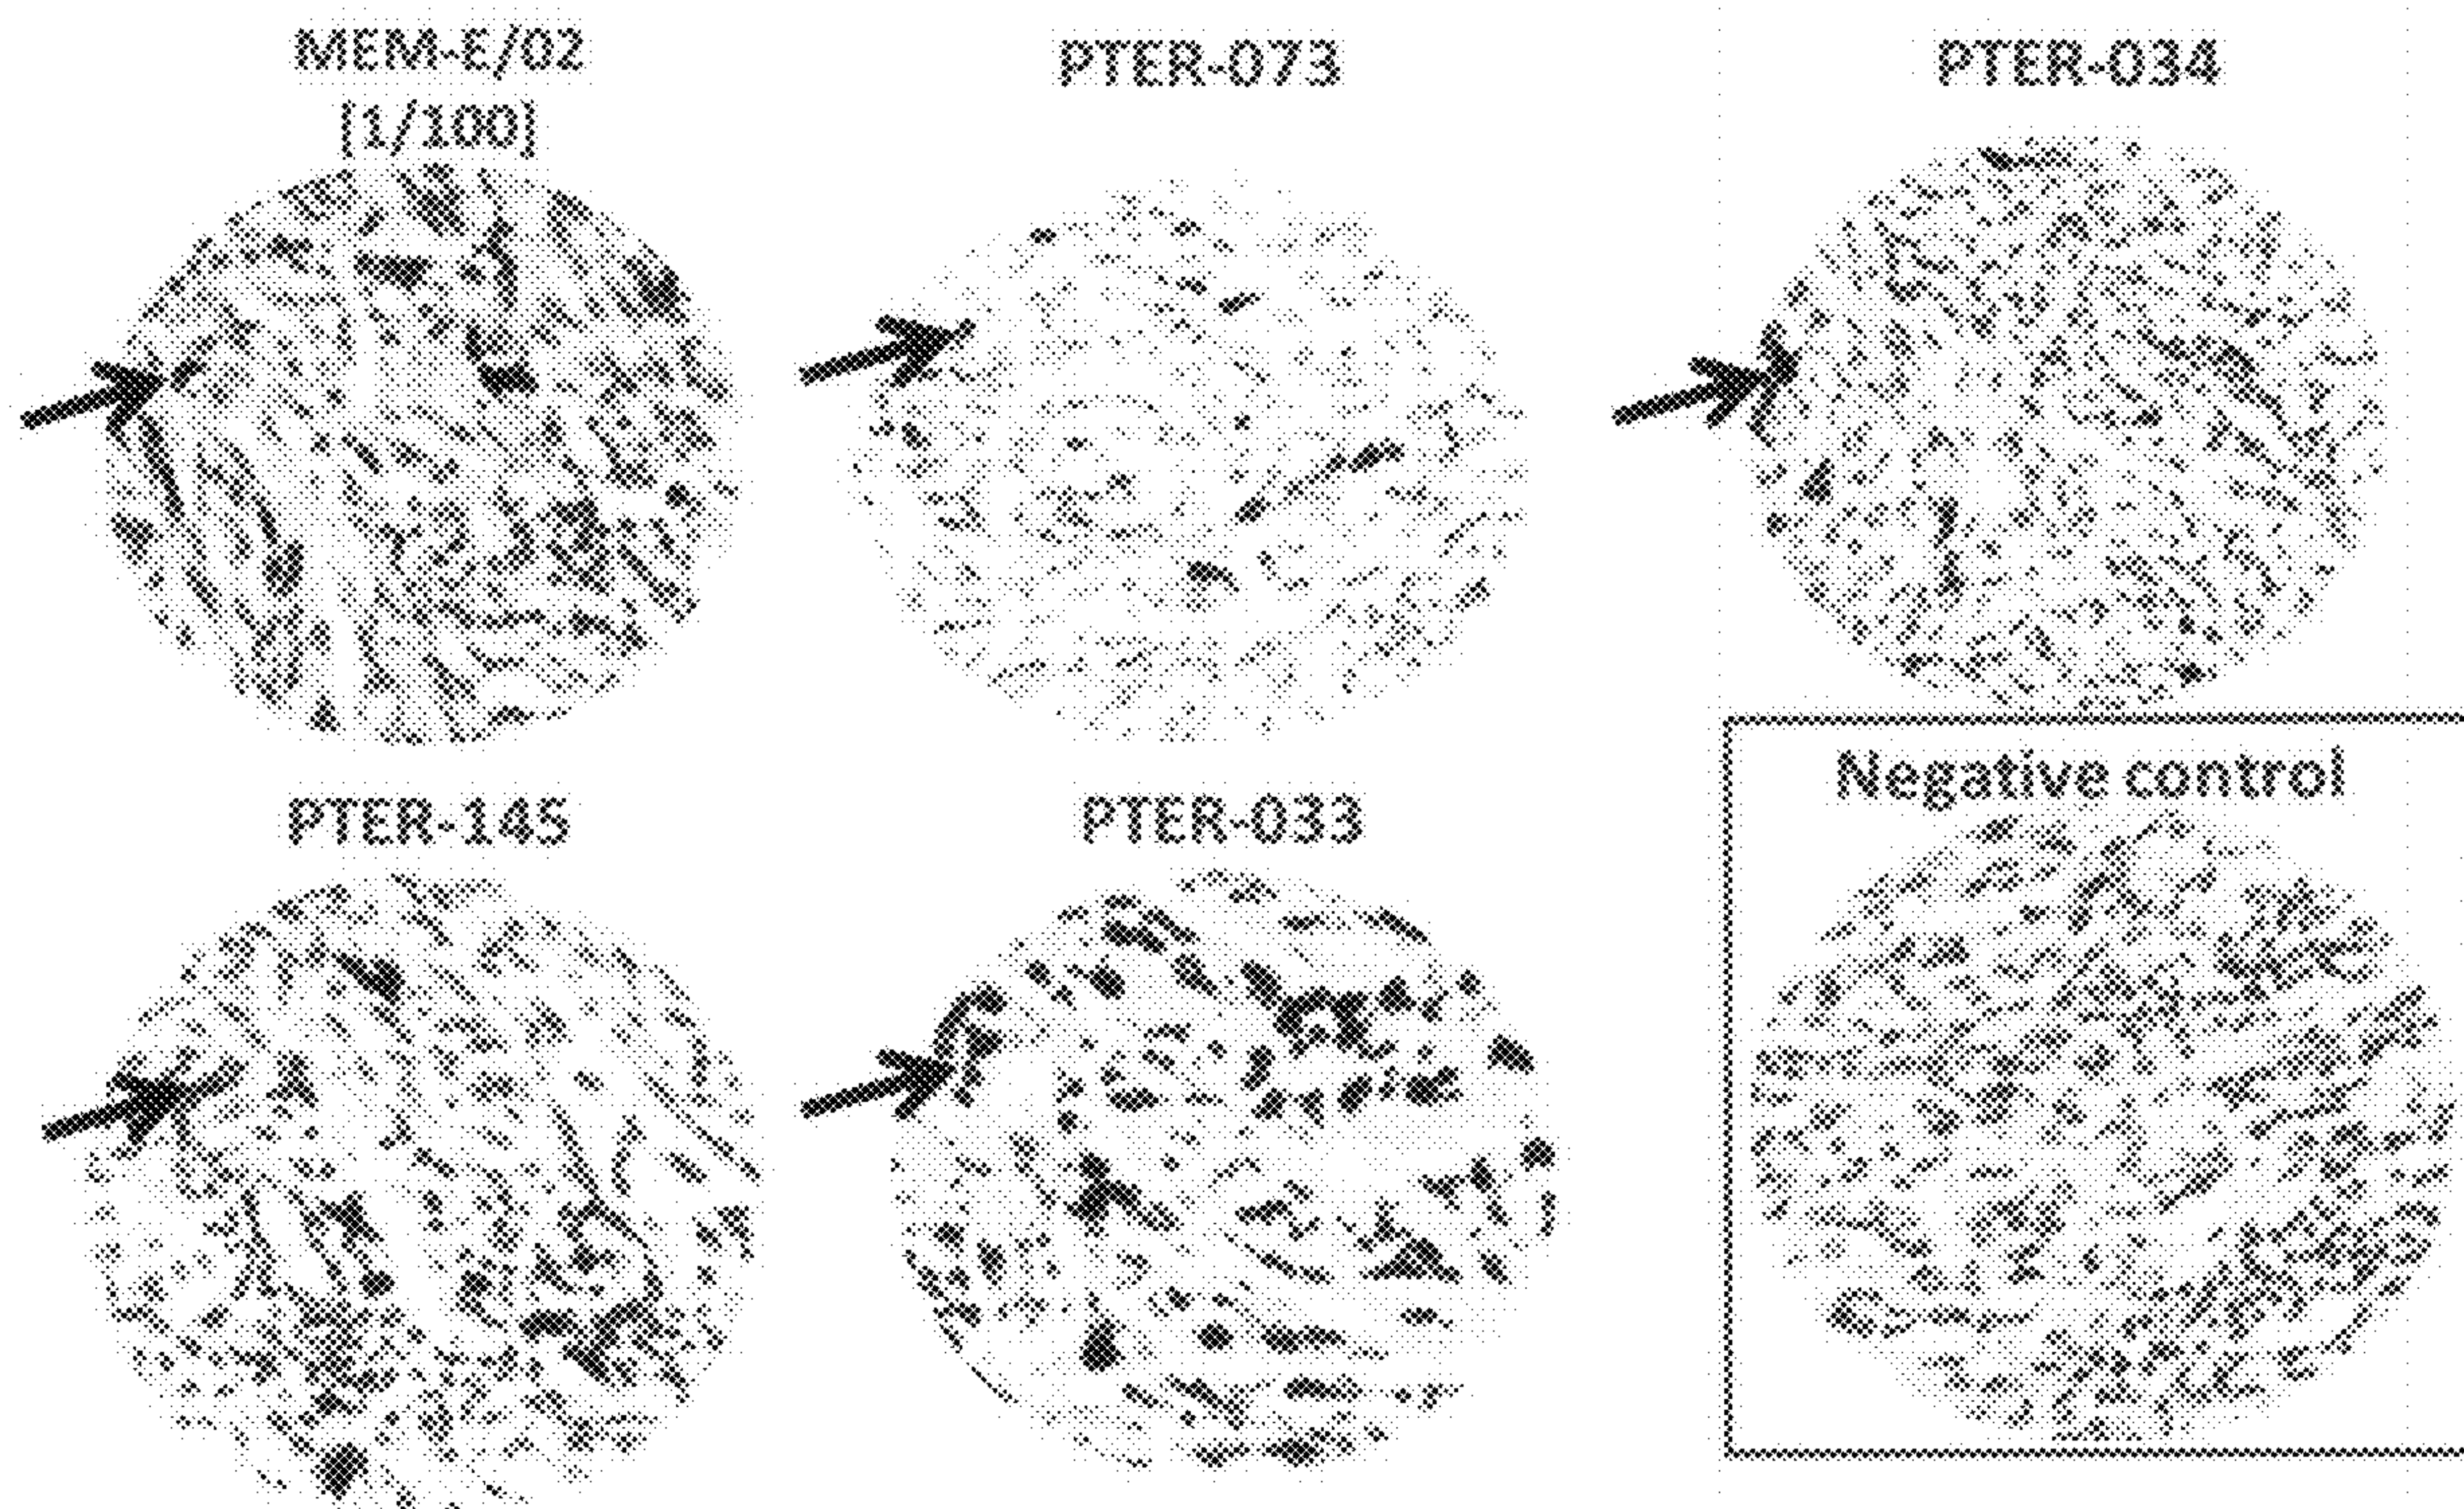 MEM-E/02
[1/100]
PTER-073
PTER-034
PTER-145
PTER-033
Negative control